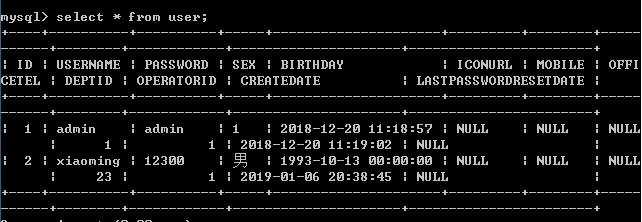 mysql> select * from user;
+----+----------+----------+------+---------------------+---------+--------+-----
------+--------+------------+---------------------+-----------------------+
| ID | USERNAME | PASSWORD | SEX | BIRTHDAY | ICONURL | MOBILE | OFFI
CETEL | DEPTID | OPERATORID | CREATEDATE | LASTPASSWORDRESETDATE |
+----+----------+----------+------+---------------------+---------+--------+-----
------+--------+------------+---------------------+-----------------------+
| 1 | admin | admin | 1 | 2018-12-20 11:18:57 | NULL | NULL | NULL
| 1 | 1 | 2018-12-20 11:19:02 | NULL |
| 2 | xiaoming | 12300 | 男 | 1993-10-13 00:00:00 | NULL | NULL | NULL
| 23 | 1 | 2019-01-06 20:38:45 | NULL |
+----+----------+----------+------+---------------------+---------+--------+-----
------+--------+------------+---------------------+-----------------------+